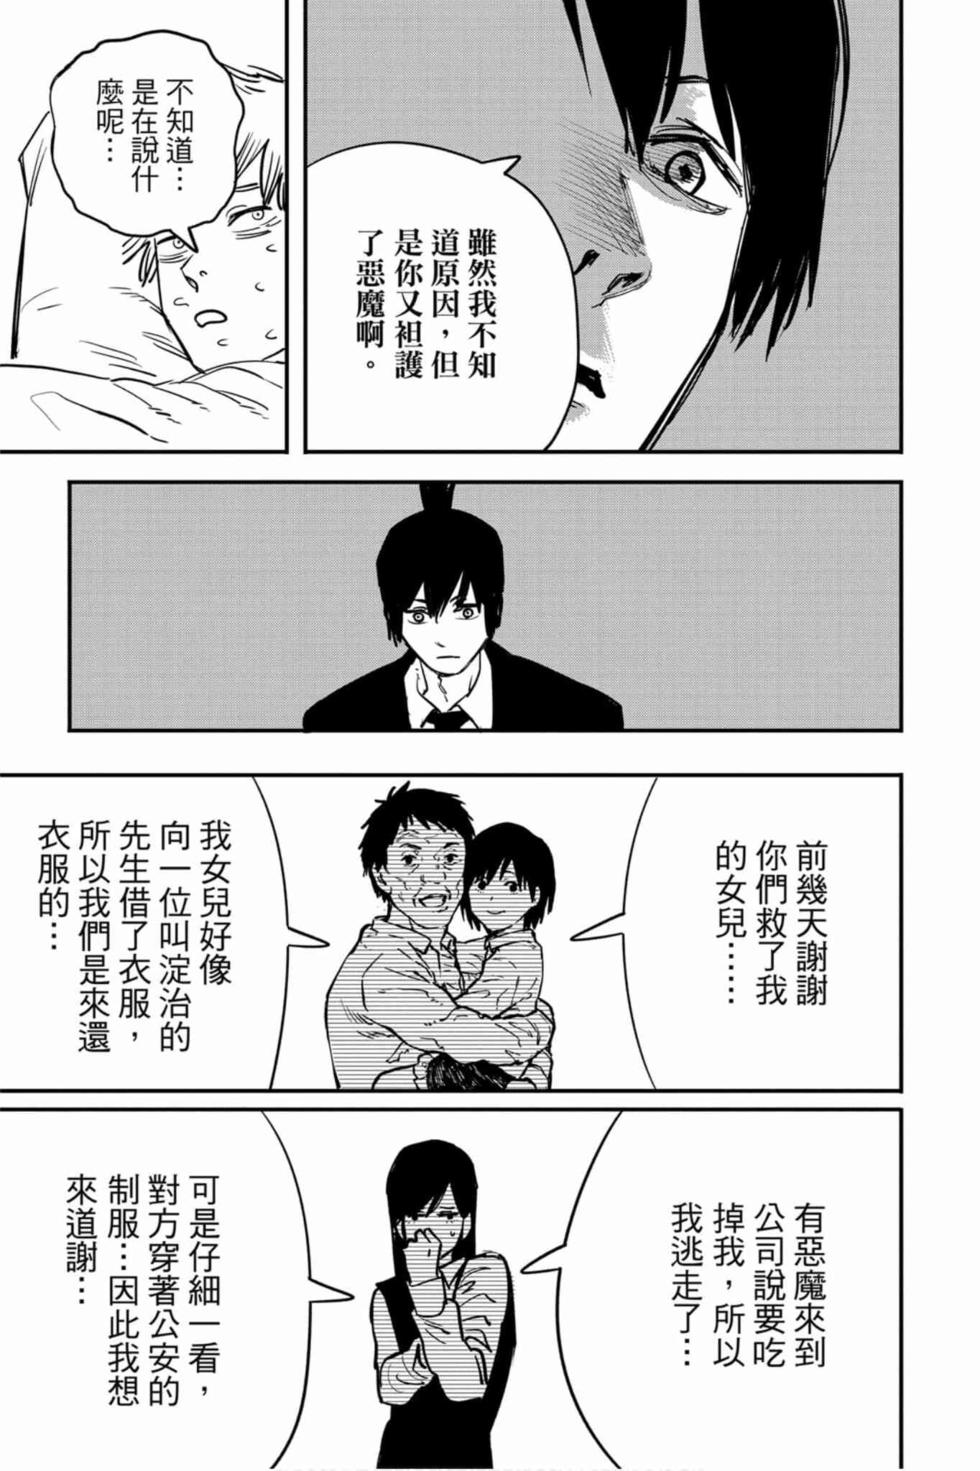 雖然我不知
道原因，但
是你又袒護
了惡魔啊。
不知道…
是在說什
麼呢…
前幾天謝謝
你們救了我
的女兒……
我女兒好像
向一位叫淀治的
先生借了衣服，
所以我們是來還
衣服的…
有惡魔來到
公司說要吃
掉我，所以
我逃走了…
可是仔細一看，
對方穿著公安的
制服…因此我想
來道謝…